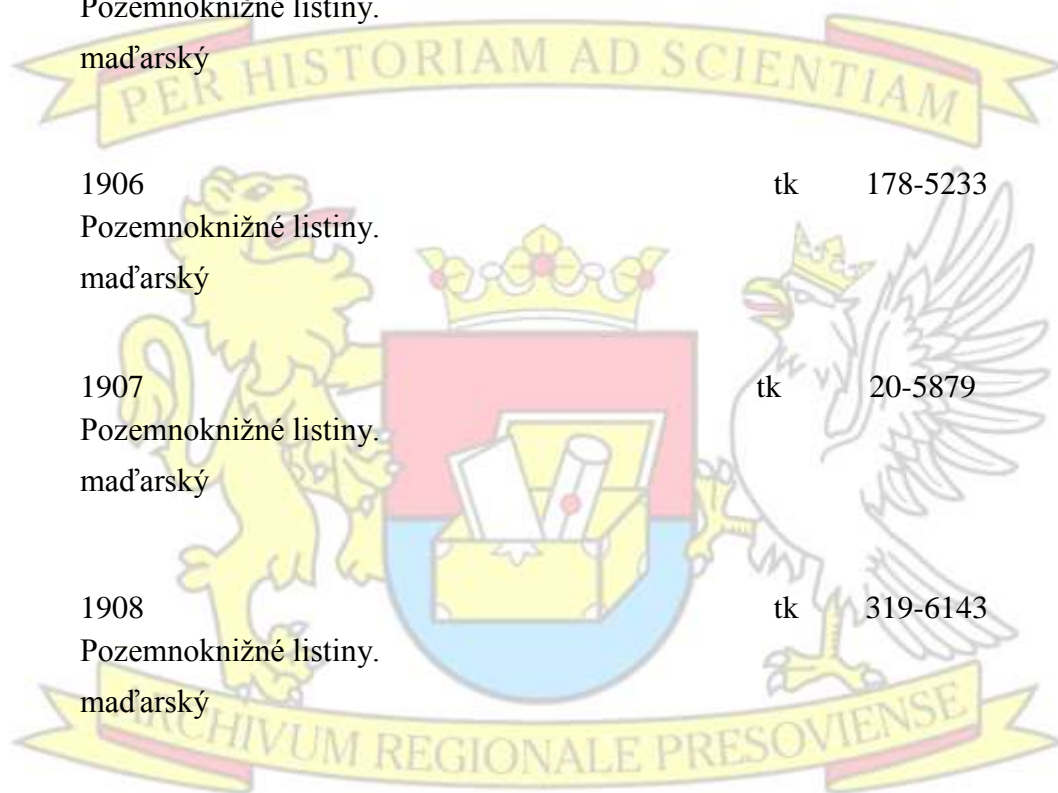 Pozemnoknižné listiny.
maďarský
PER HISTORIAM AD SCIENTIAM
1906 tk 178-5233
Pozemnoknižné listiny.
maďarský
1907 tk 20-5879
Pozemnoknižné listiny.
maďarský
1908 tk 319-6143
Pozemnoknižné listiny.
maďarský
ARCHIVUM REGIONALE PRESOVIENSE